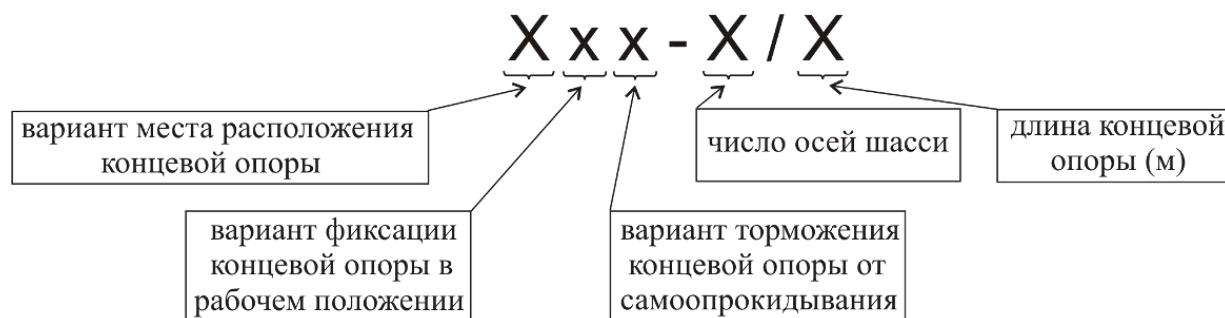 X x x - X / X
вариант места расположения
концевой опоры
число осей шасси
длина концевой
опоры (м)
вариант фиксации
концевой опоры в
рабочем положении
вариант торможения
концевой опоры от
самоопрокидывания